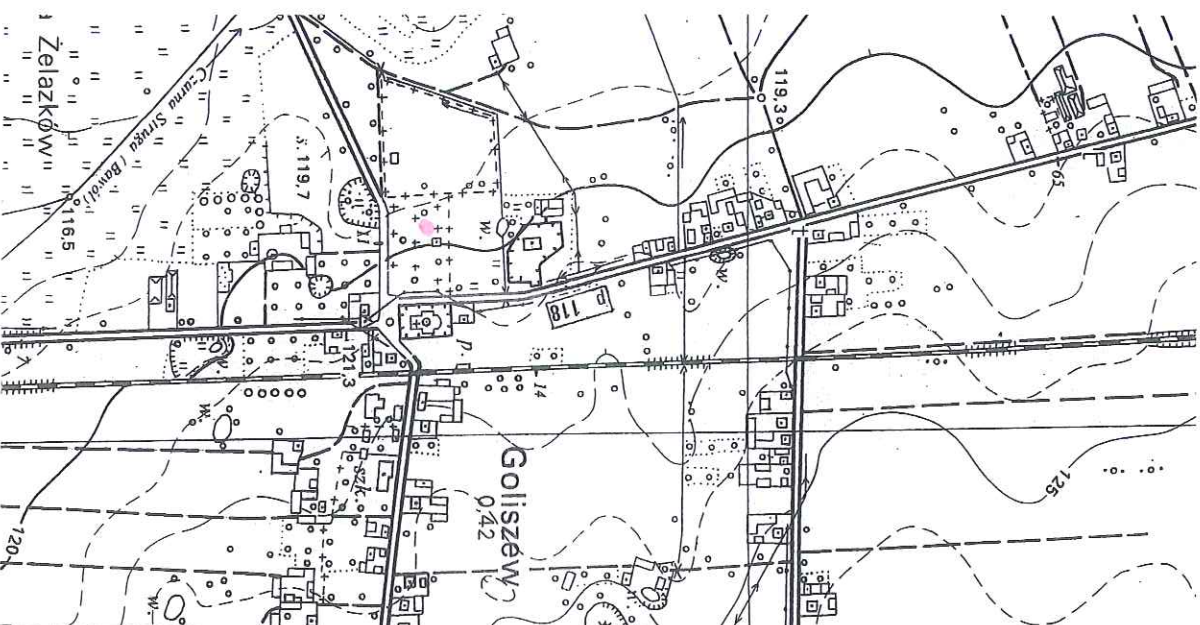 Żelazków
Czarna Struga (Bawół)
116,5
š 119,7
w.
119,3
65
w.
118
p
p.
121,3
14
w.
w.
szk.
Goliszew
0,42
125
120
w.